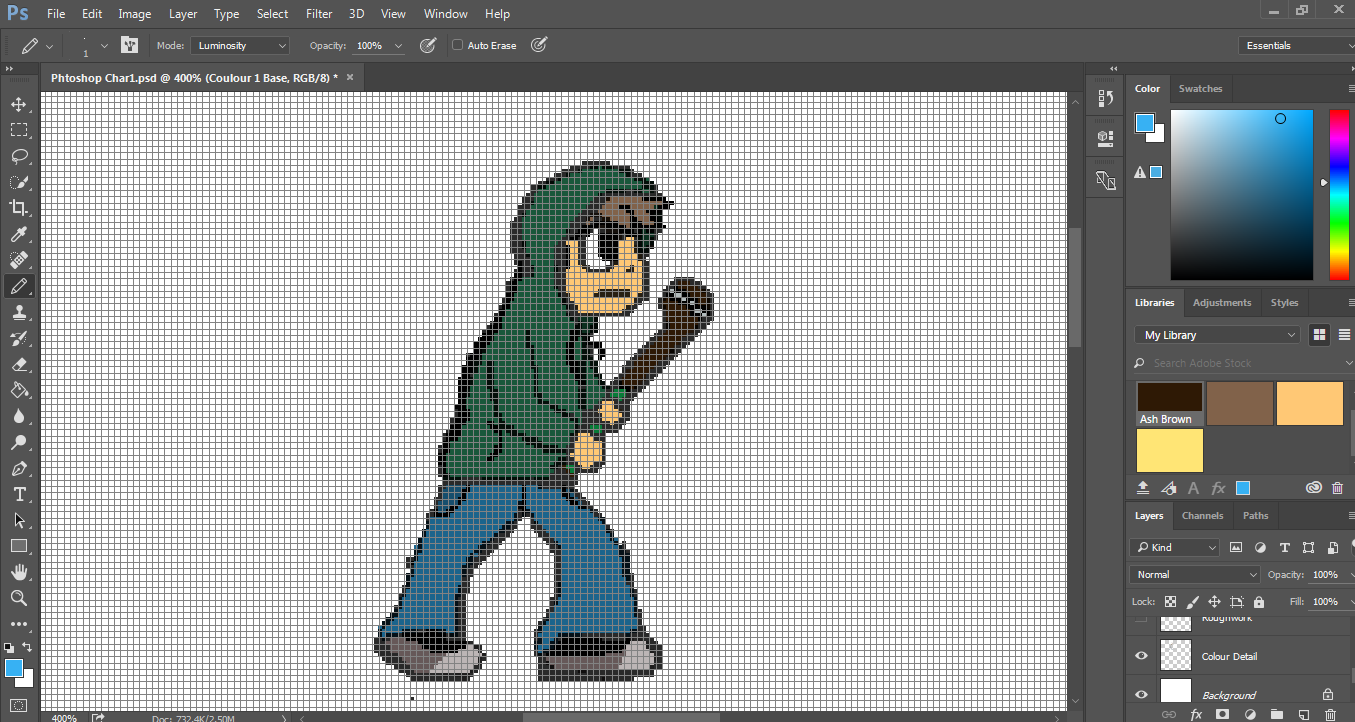 Ps File Edit Image Layer Type Select Filter 3D View Window Help
1 Mode: Luminosity Opacity: 100% Auto Erase Essentials
Phtoshop Char1.psd @ 400% (Coulour 1 Base, RGB/8) * ×
Color Swatches
Libraries Adjustments Styles
My Library
Search Adobe Stock
Ash Brown
Layers Channels Paths
Kind
Normal Opacity: 100%
Lock: Fill: 100%
Roughwork
Colour Detail
Background
400% Doc: 732.4K/2.50M